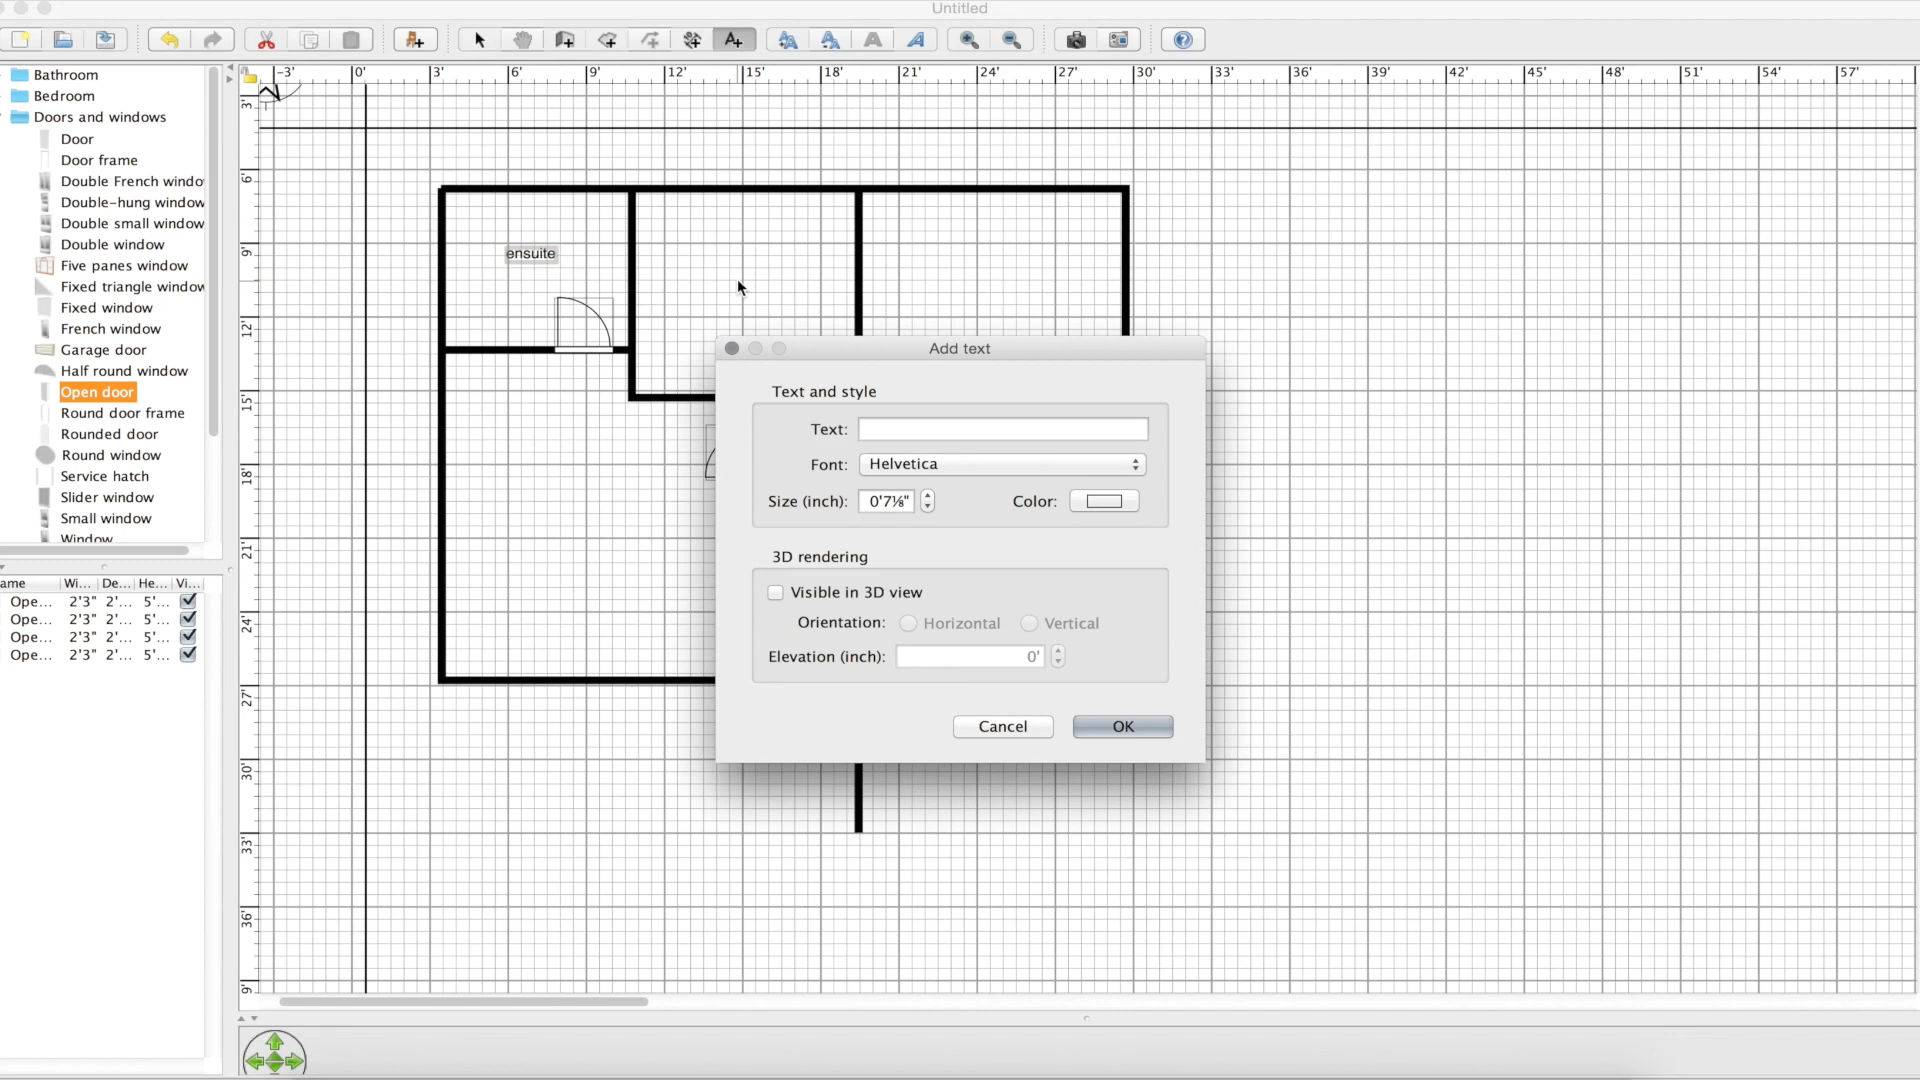 Untitled
-3' 0' 3' 6' 9' 12' 15' 18' 21' 24' 27' 30' 33' 36' 39' 42' 45' 48' 51' 54' 57'
Bathroom
Bedroom
Doors and windows
Door
Door frame
Double French windo
Double-hung window
Double small window
Double window
Five panes window
Fixed triangle window
Fixed window
French window
Garage door
Half round window
Open door
Round door frame
Rounded door
Round window
Service hatch
Slider window
Small window
Window
ame Wi... De... He... Vi...
Ope... 2'3" 2'... 5'...
Ope... 2'3" 2'... 5'...
Ope... 2'3" 2'... 5'...
Ope... 2'3" 2'... 5'...
3'
6'
9'
12'
15'
18'
21'
24'
27'
30'
33'
36'
9'
N
ensuite
Add text
Text and style
Text:
Font: Helvetica
Size (inch): 0'7⅛" Color:
3D rendering
Visible in 3D view
Orientation: Horizontal Vertical
Elevation (inch): 0'
Cancel OK